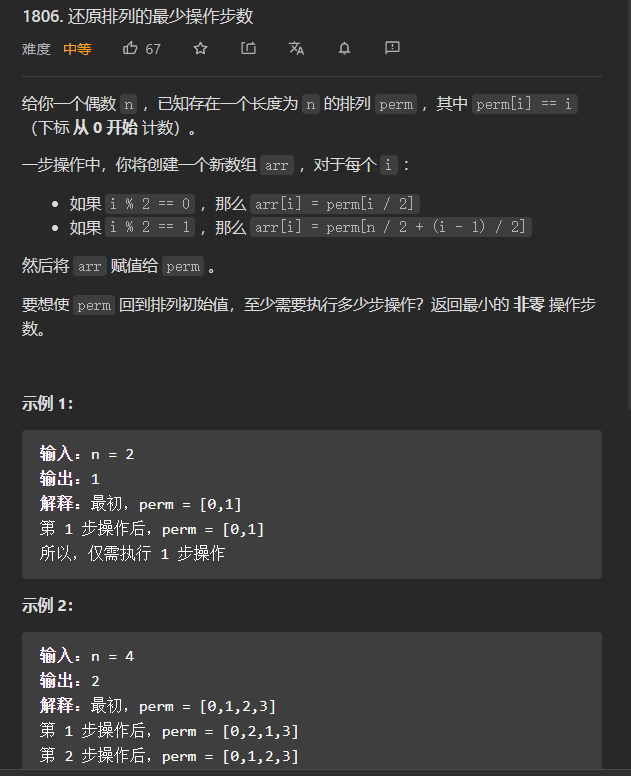 1806. 还原排列的最少操作步数
难度 中等 67
给你一个偶数 n ，已知存在一个长度为 n 的排列 perm ，其中 perm[i] == i
（下标 从 0 开始 计数）。
一步操作中，你将创建一个新数组 arr ，对于每个 i ：
• 如果 i % 2 == 0 ，那么 arr[i] = perm[i / 2]
• 如果 i % 2 == 1 ，那么 arr[i] = perm[n / 2 + (i - 1) / 2]
然后将 arr 赋值给 perm 。
要想使 perm 回到排列初始值，至少需要执行多少步操作？返回最小的 非零 操作步
数。
示例 1：
输入：n = 2
输出：1
解释：最初，perm = [0,1]
第 1 步操作后，perm = [0,1]
所以，仅需执行 1 步操作
示例 2：
输入：n = 4
输出：2
解释：最初，perm = [0,1,2,3]
第 1 步操作后，perm = [0,2,1,3]
第 2 步操作后，perm = [0,1,2,3]